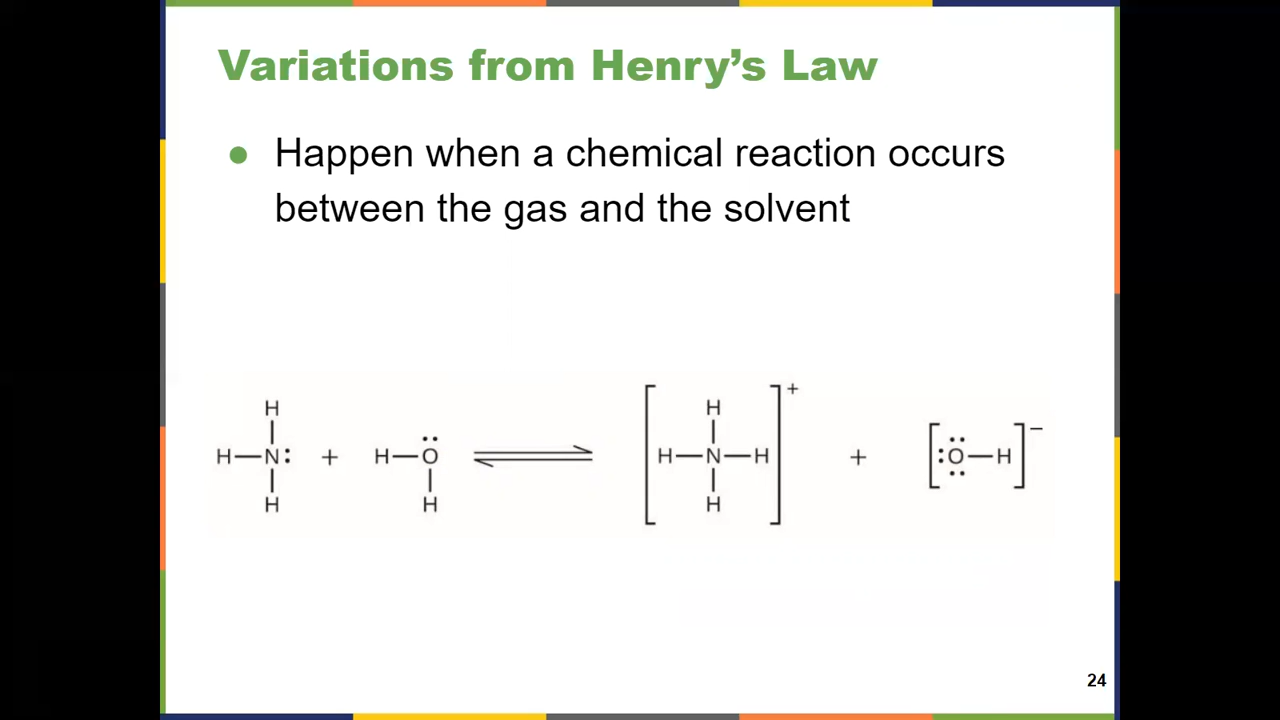 Variations from Henry’s Law
● Happen when a chemical reaction occurs
between the gas and the solvent
H H +
H—N: + H—O ⇌ H—N—H + [:O—H]−
H H H
24